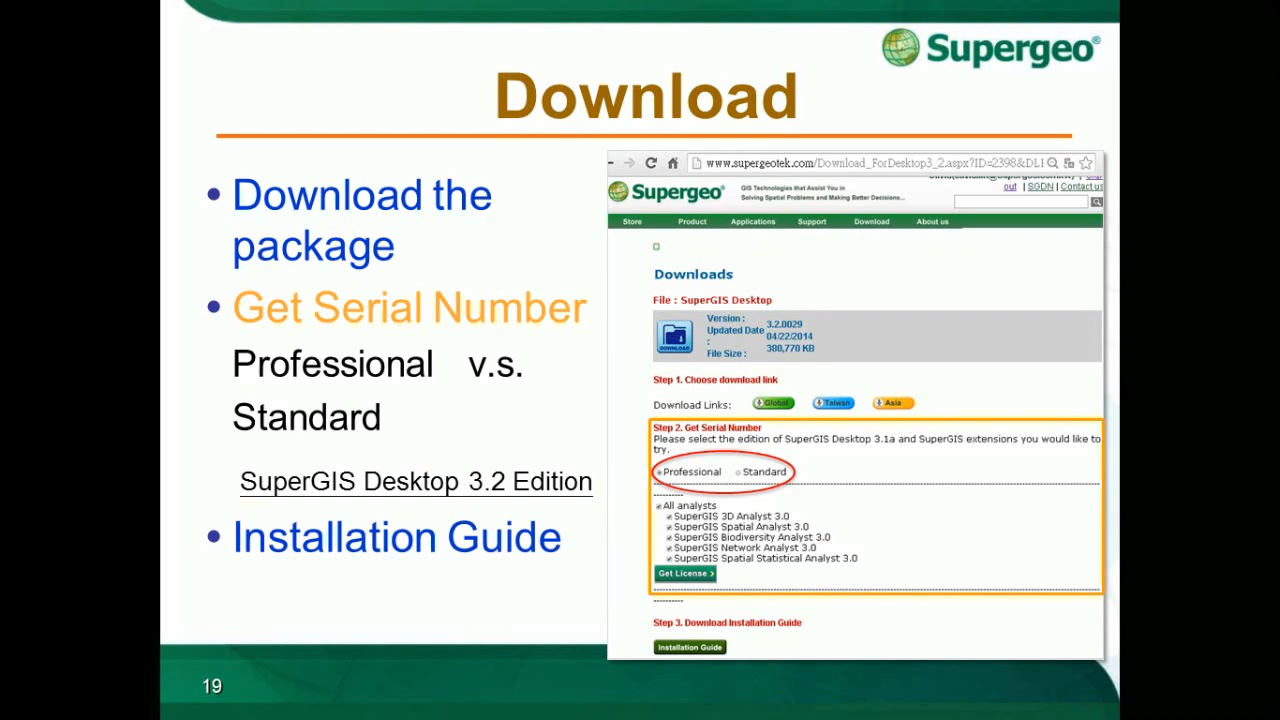 Supergeo®
Download
• Download the
package
• Get Serial Number
Professional v.s.
Standard
SuperGIS Desktop 3.2 Edition
• Installation Guide
19
www.supergeotek.com/Download_ForDesktop3_2.aspx?ID=2398&DL1
Supergeo®
GIS Technologies that Assist You in
Solving Spatial Problems and Making Better Decisions...
out | SGDN | Contact us
Store Product Applications Support Download About us
Downloads
File : SuperGIS Desktop
Version : 3.2.0029
Updated Date : 04/22/2014
File Size : 380,770 KB
DOWNLOAD
Step 1. Choose download link
Download Links: Global Taiwan Asia
Step 2. Get Serial Number
Please select the edition of SuperGIS Desktop 3.1a and SuperGIS extensions you would like to
try.
Professional Standard
All analysts
SuperGIS 3D Analyst 3.0
SuperGIS Spatial Analyst 3.0
SuperGIS Biodiversity Analyst 3.0
SuperGIS Network Analyst 3.0
SuperGIS Spatial Statistical Analyst 3.0
Get License >
Step 3. Download Installation Guide
Installation Guide